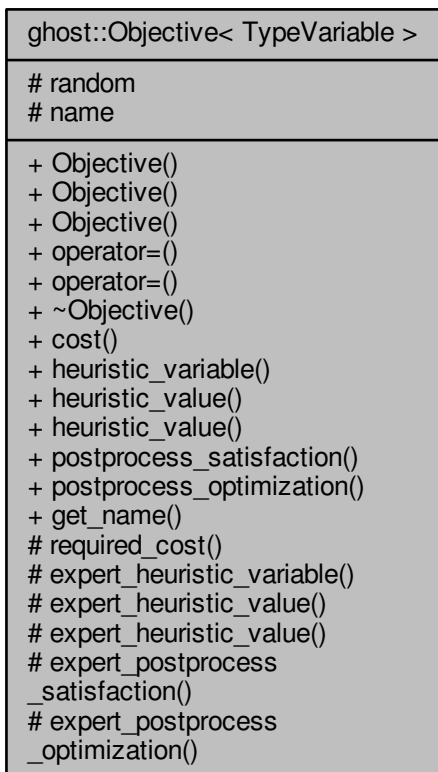 ghost::Objective< TypeVariable >
# random
# name
+ Objective()
+ Objective()
+ Objective()
+ operator=()
+ operator=()
+ ~Objective()
+ cost()
+ heuristic_variable()
+ heuristic_value()
+ heuristic_value()
+ postprocess_satisfaction()
+ postprocess_optimization()
+ get_name()
# required_cost()
# expert_heuristic_variable()
# expert_heuristic_value()
# expert_heuristic_value()
# expert_postprocess
_satisfaction()
# expert_postprocess
_optimization()